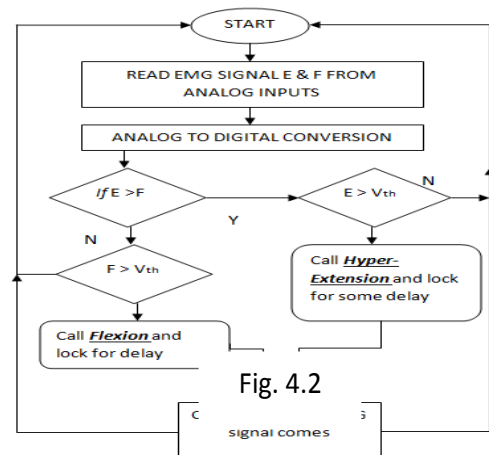 START
READ EMG SIGNAL E & F FROM
ANALOG INPUTS
ANALOG TO DIGITAL CONVERSION
If E >F
E > Vth
N
Y
N
F > Vth
Call Hyper-
Extension and lock
for some delay
Call Flexion and
lock for delay
Fig. 4.2
signal comes